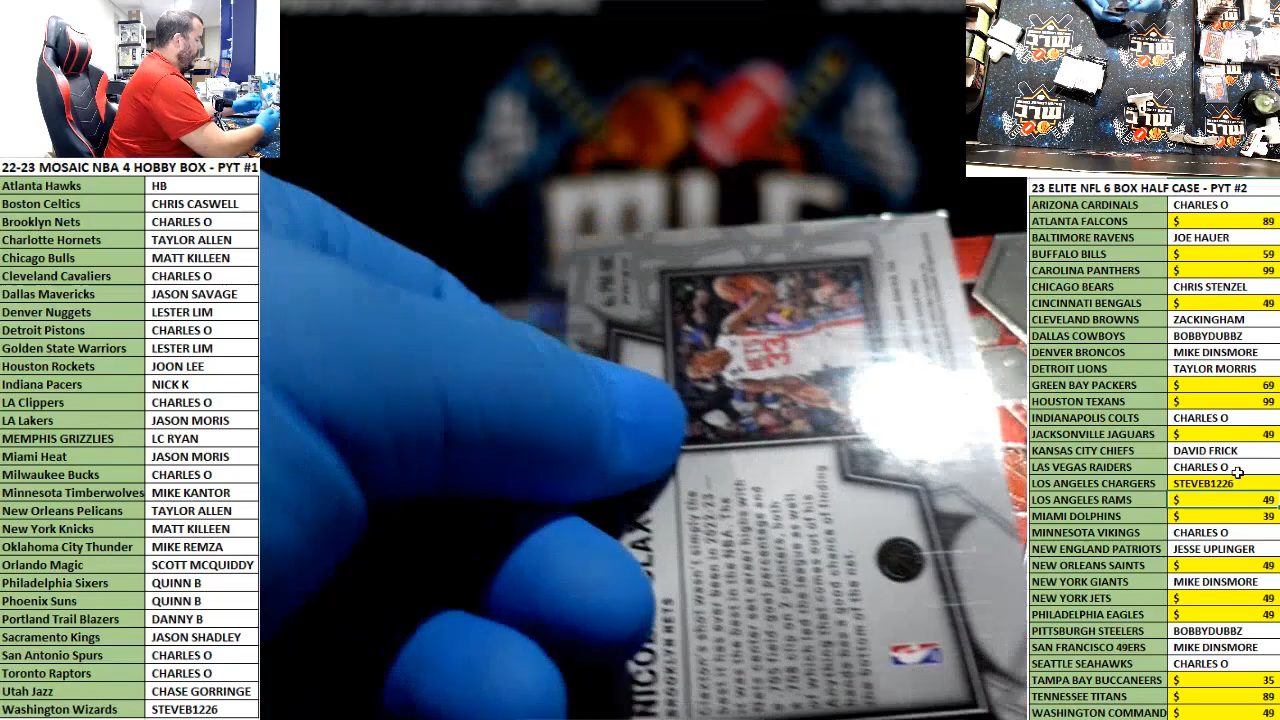 22-23 MOSAIC NBA 4 HOBBY BOX - PYT #1
Atlanta Hawks HB
Boston Celtics CHRIS CASWELL
Brooklyn Nets CHARLES O
Charlotte Hornets TAYLOR ALLEN
Chicago Bulls MATT KILLEEN
Cleveland Cavaliers CHARLES O
Dallas Mavericks JASON SAVAGE
Denver Nuggets LESTER LIM
Detroit Pistons CHARLES O
Golden State Warriors LESTER LIM
Houston Rockets JOON LEE
Indiana Pacers NICK K
LA Clippers CHARLES O
LA Lakers JASON MORIS
MEMPHIS GRIZZLIES LC RYAN
Miami Heat JASON MORIS
Milwaukee Bucks CHARLES O
Minnesota Timberwolves MIKE KANTOR
New Orleans Pelicans TAYLOR ALLEN
New York Knicks MATT KILLEEN
Oklahoma City Thunder MIKE REMZA
Orlando Magic SCOTT MCQUIDDY
Philadelphia Sixers QUINN B
Phoenix Suns QUINN B
Portland Trail Blazers DANNY B
Sacramento Kings JASON SHADLEY
San Antonio Spurs CHARLES O
Toronto Raptors CHARLES O
Utah Jazz CHASE GORRINGE
Washington Wizards STEVEB1226
NETS
33
BROOKLYN NETS
23 ELITE NFL 6 BOX HALF CASE - PYT #2
ARIZONA CARDINALS CHARLES O
ATLANTA FALCONS $ 89
BALTIMORE RAVENS JOE HAUER
BUFFALO BILLS $ 59
CAROLINA PANTHERS $ 99
CHICAGO BEARS CHRIS STENZEL
CINCINNATI BENGALS $ 49
CLEVELAND BROWNS ZACKINGHAM
DALLAS COWBOYS BOBBYDUBBZ
DENVER BRONCOS MIKE DINSMORE
DETROIT LIONS TAYLOR MORRIS
GREEN BAY PACKERS $ 69
HOUSTON TEXANS $ 99
INDIANAPOLIS COLTS CHARLES O
JACKSONVILLE JAGUARS $ 49
KANSAS CITY CHIEFS DAVID FRICK
LAS VEGAS RAIDERS CHARLES O
LOS ANGELES CHARGERS STEVEB1226
LOS ANGELES RAMS $ 49
MIAMI DOLPHINS $ 39
MINNESOTA VIKINGS CHARLES O
NEW ENGLAND PATRIOTS JESSE UPLINGER
NEW ORLEANS SAINTS $ 49
NEW YORK GIANTS MIKE DINSMORE
NEW YORK JETS $ 49
PHILADELPHIA EAGLES $ 49
PITTSBURGH STEELERS BOBBYDUBBZ
SAN FRANCISCO 49ERS MIKE DINSMORE
SEATTLE SEAHAWKS CHARLES O
TAMPA BAY BUCCANEERS $ 35
TENNESSEE TITANS $ 89
WASHINGTON COMMAND $ 49